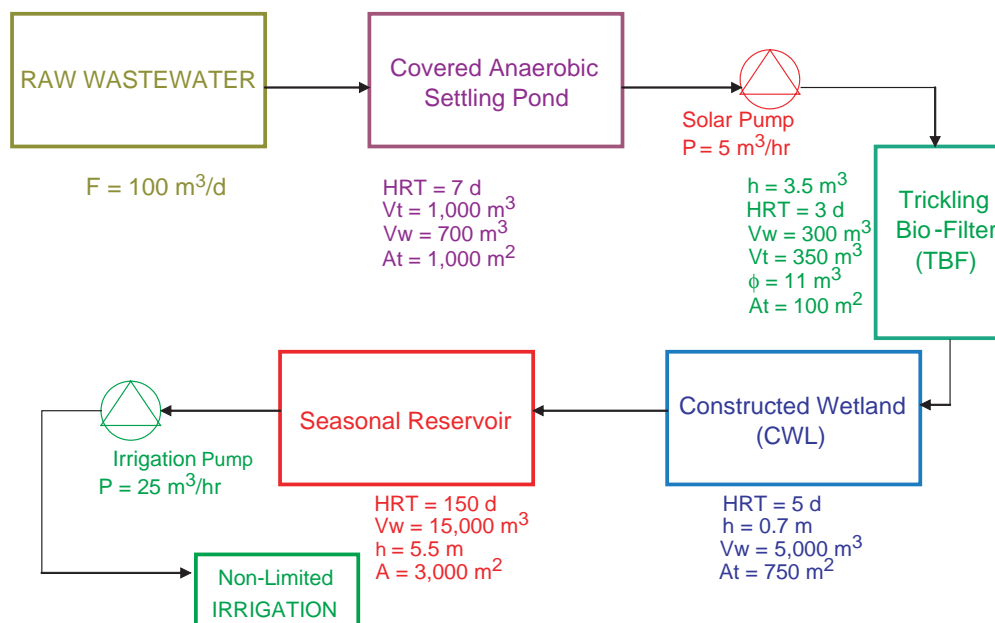 RAW WASTEWATER
F = 100 m³/d
Covered Anaerobic
Settling Pond
HRT = 7 d
Vt = 1,000 m³
Vw = 700 m³
At = 1,000 m²
Solar Pump
P = 5 m³/hr
h = 3.5 m³
HRT = 3 d
Vw = 300 m³
Vt = 350 m³
ϕ = 11 m³
At = 100 m²
Trickling
Bio-Filter
(TBF)
Constructed Wetland
(CWL)
HRT = 5 d
h = 0.7 m
Vw = 5,000 m³
At = 750 m²
Seasonal Reservoir
HRT = 150 d
Vw = 15,000 m³
h = 5.5 m
A = 3,000 m²
Irrigation Pump
P = 25 m³/hr
Non-Limited
IRRIGATION